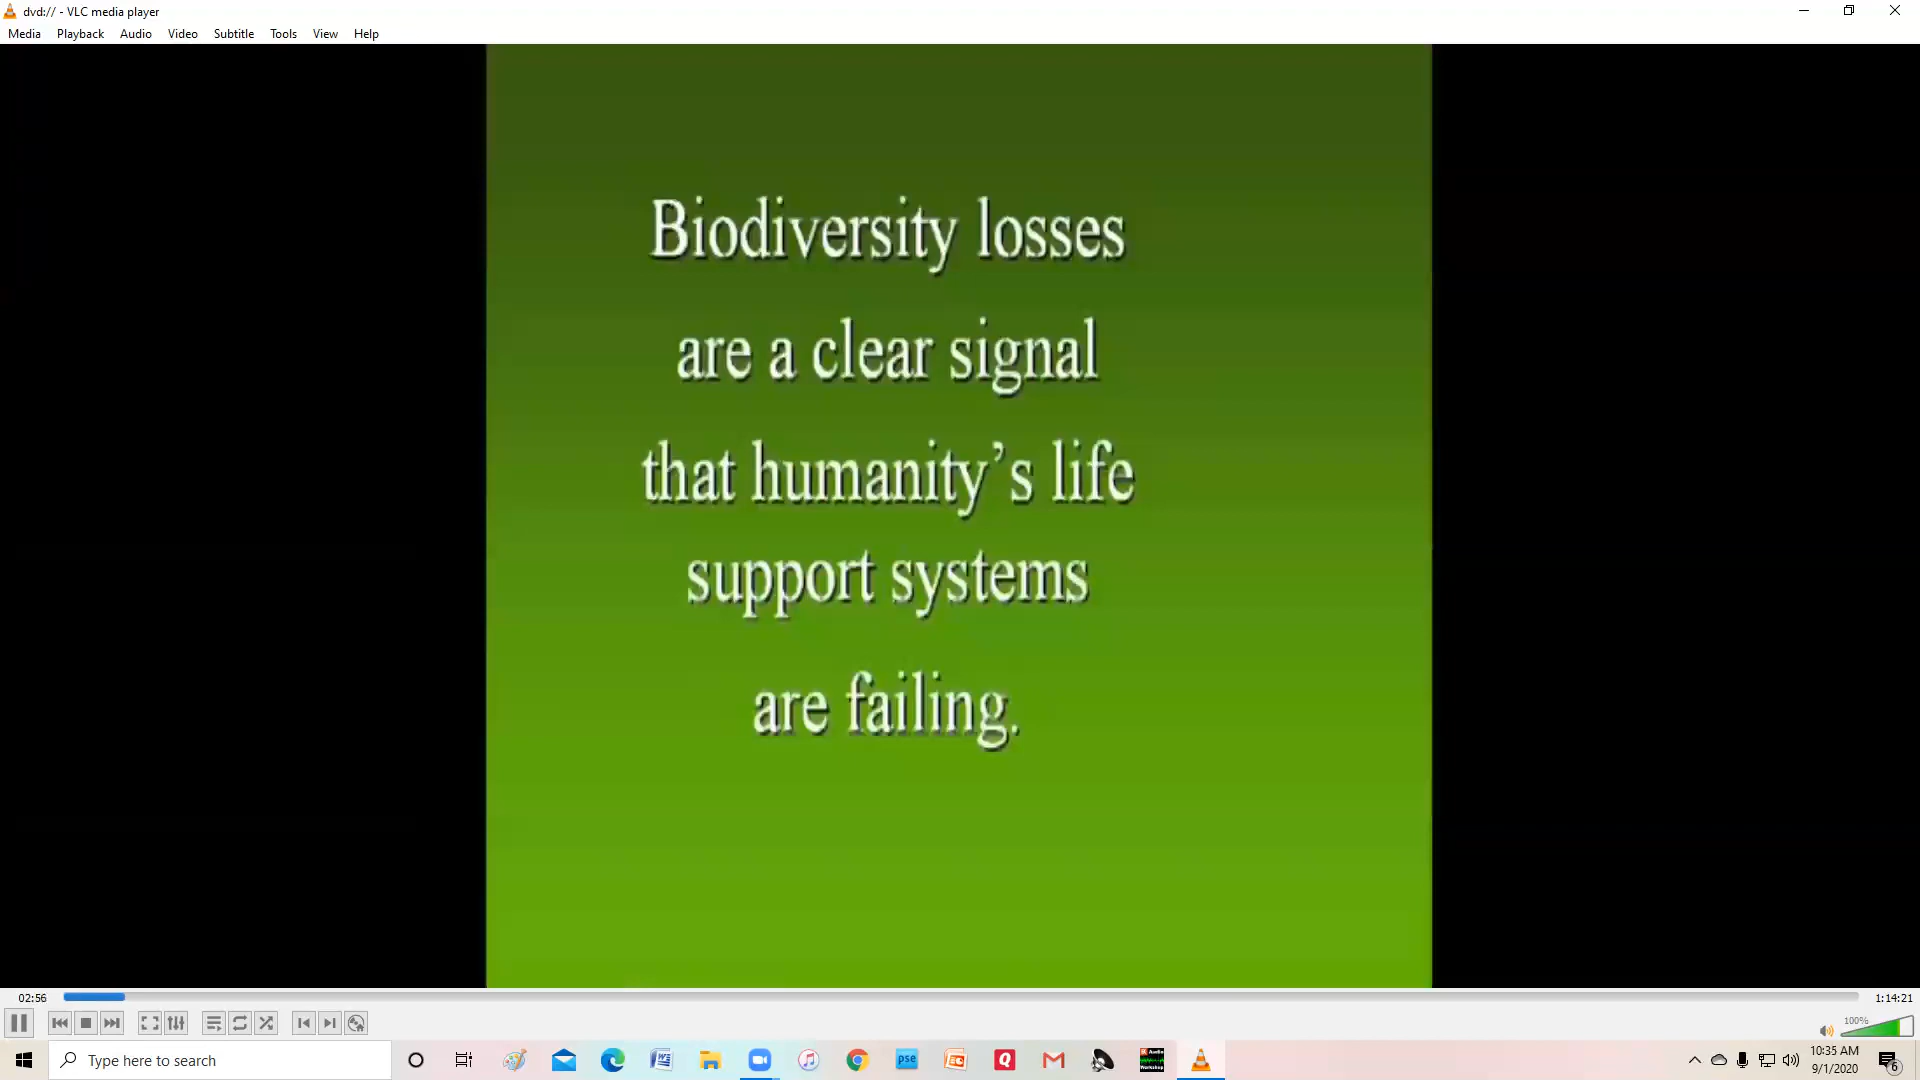 dvd:// - VLC media player
Media Playback Audio Video Subtitle Tools View Help
Biodiversity losses
are a clear signal
that humanity’s life
support systems
are failing.
02:56
1:14:21
100%
Type here to search
pse
Q
10:35 AM
9/1/2020
6